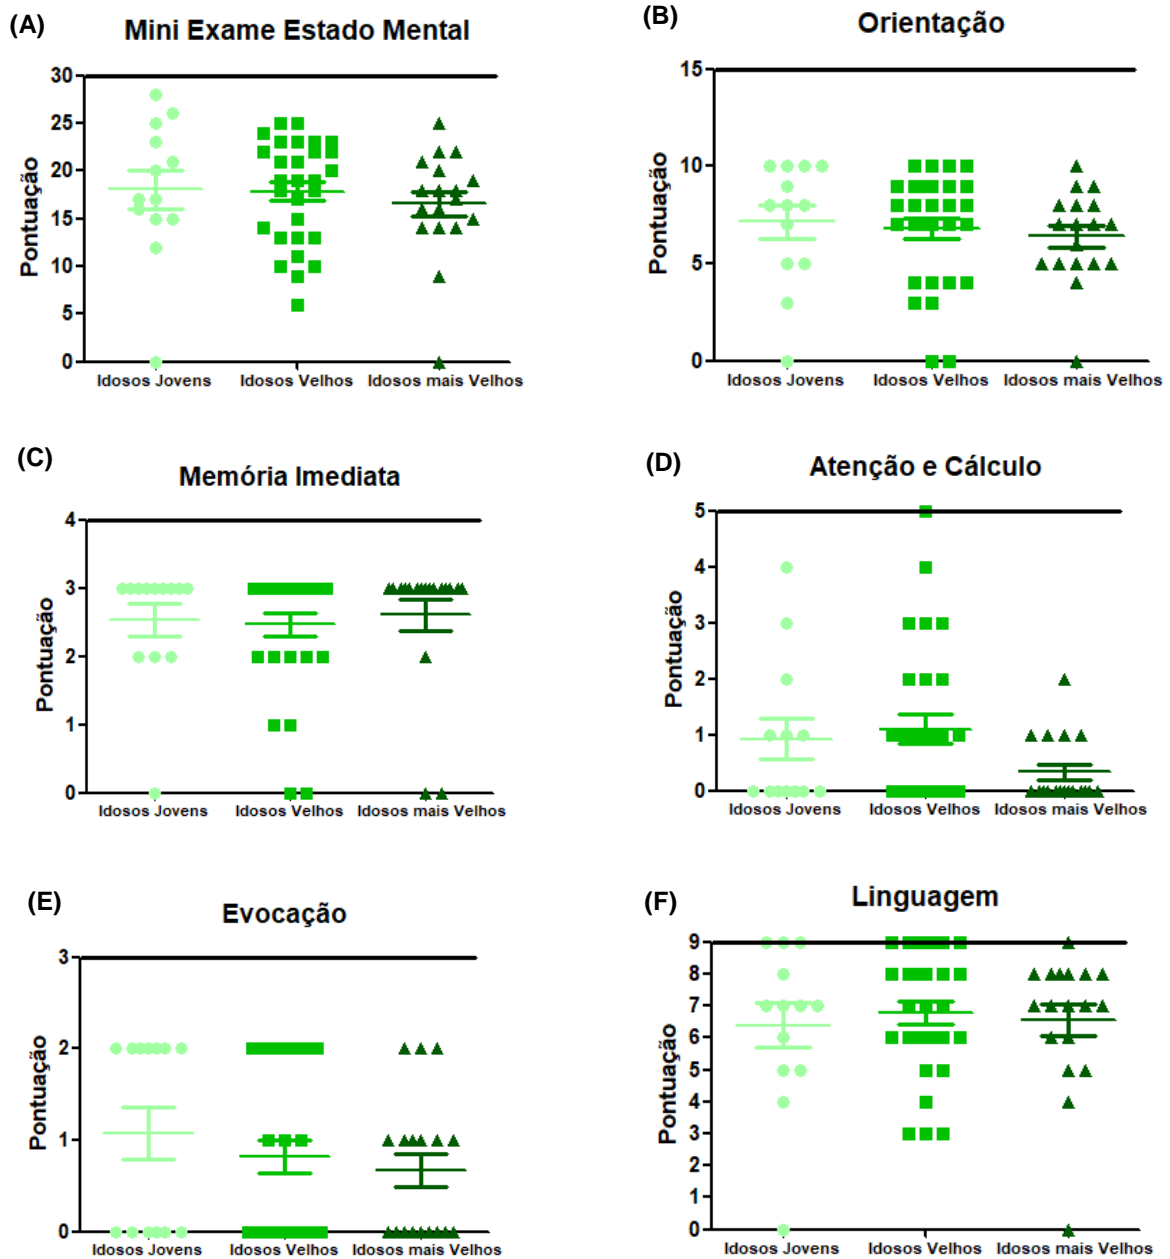 (A)
Mini Exame Estado Mental
Pontuação
30
25
20
15
10
5
0
Idosos Jovens Idosos Velhos Idosos mais Velhos
(B)
Orientação
Pontuação
15
10
5
0
Idosos Jovens Idosos Velhos Idosos mais Velhos
(C)
Memória Imediata
Pontuação
4
3
2
1
0
Idosos Jovens Idosos Velhos Idosos mais Velhos
(D)
Atenção e Cálculo
Pontuação
5
4
3
2
1
0
Idosos Jovens Idosos Velhos Idosos mais Velhos
(E)
Evocação
Pontuação
3
2
1
0
Idosos Jovens Idosos Velhos Idosos mais Velhos
(F)
Linguagem
Pontuação
9
8
7
6
5
4
3
2
1
0
Idosos Jovens Idosos Velhos Idosos mais Velhos